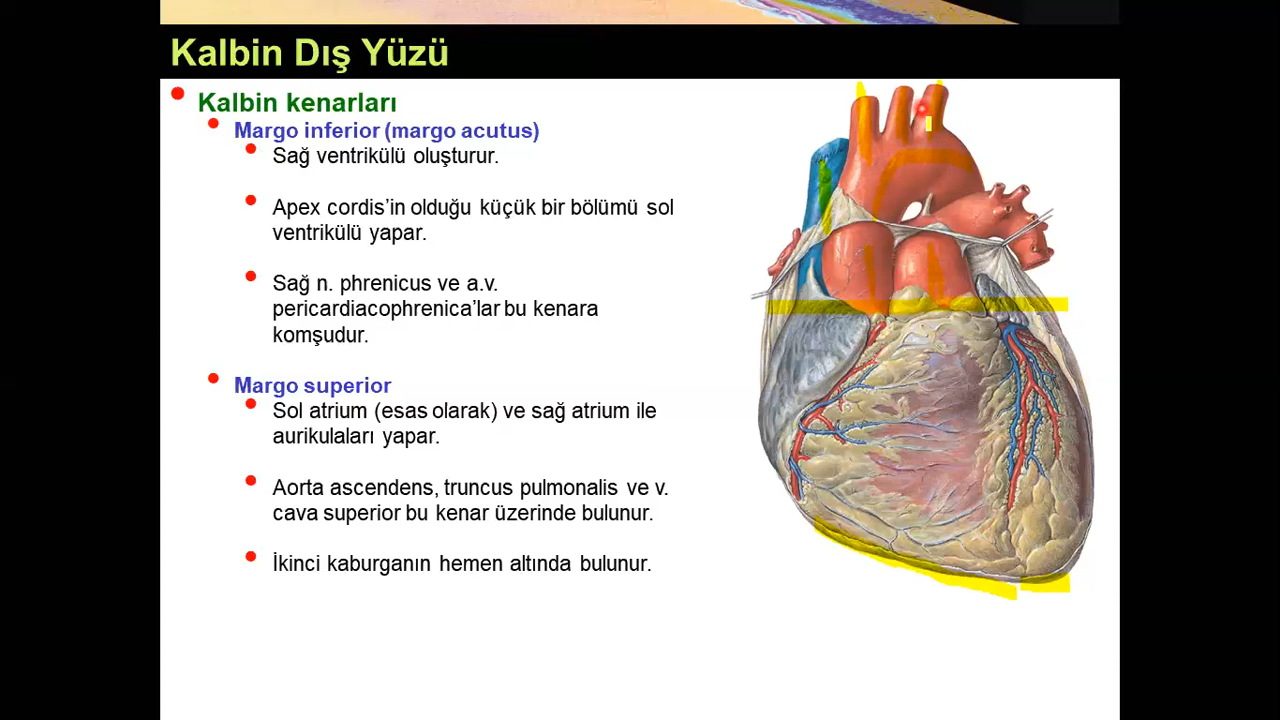 Kalbin Dış Yüzü
Kalbin kenarları
Margo inferior (margo acutus)
Sağ ventrikülü oluşturur.
Apex cordis’in olduğu küçük bir bölümü sol
ventrikülü yapar.
Sağ n. phrenicus ve a.v.
pericardiacophrenica’lar bu kenara
komşudur.
Margo superior
Sol atrium (esas olarak) ve sağ atrium ile
aurikulaları yapar.
Aorta ascendens, truncus pulmonalis ve v.
cava superior bu kenar üzerinde bulunur.
İkinci kaburganın hemen altında bulunur.